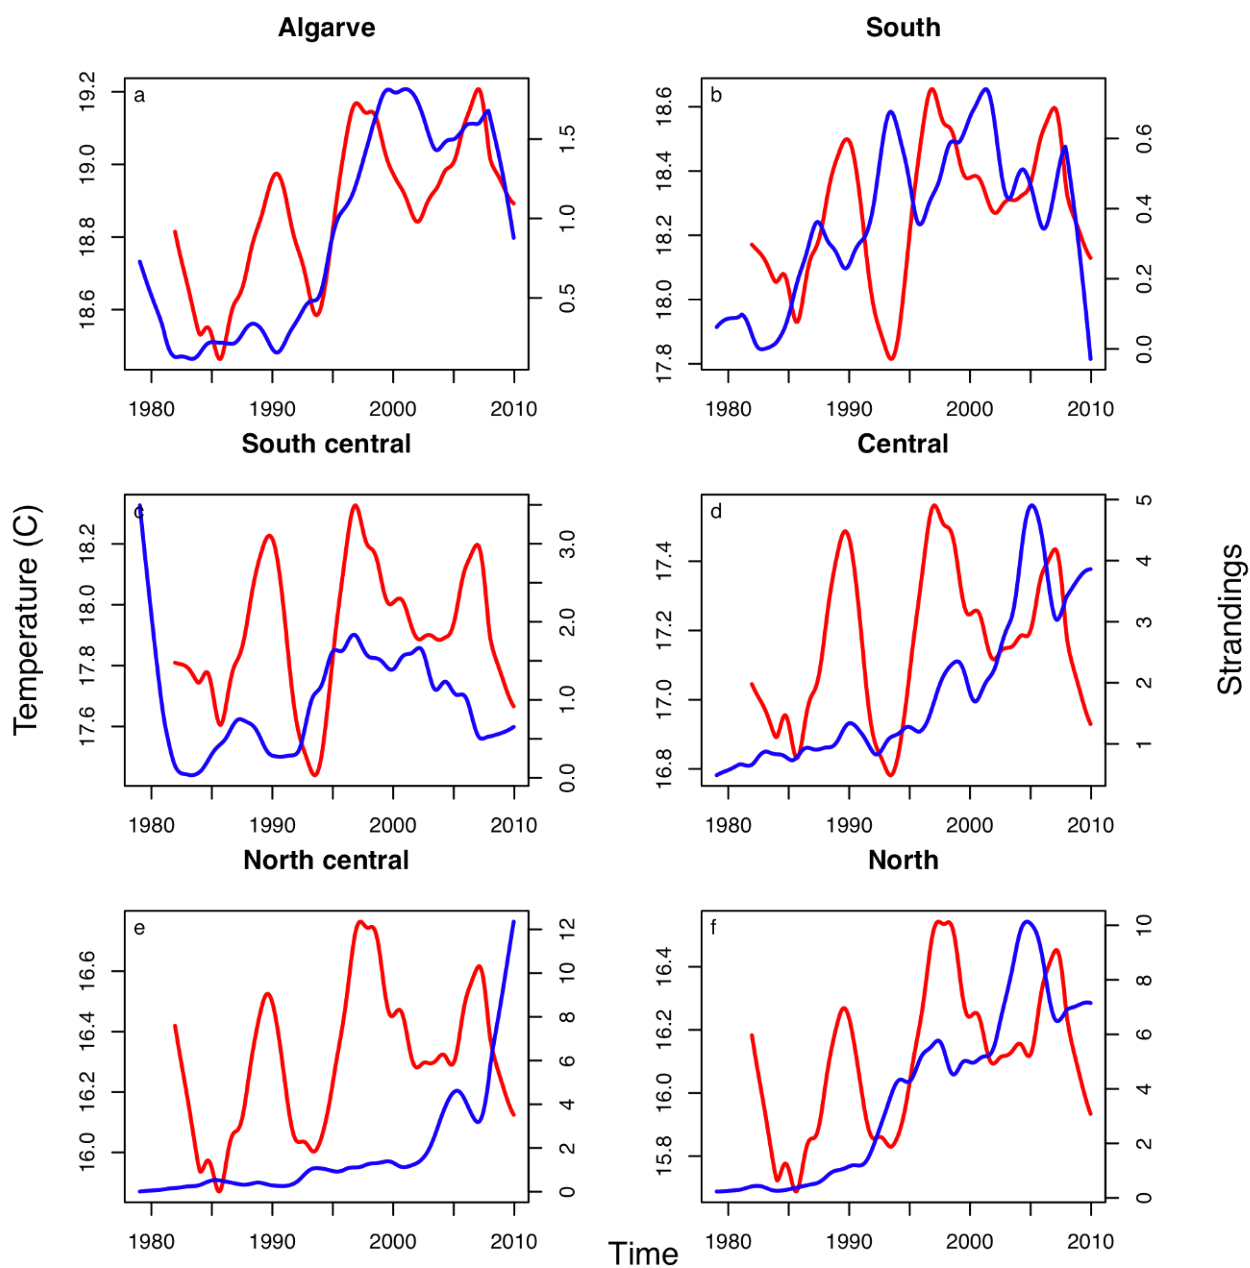 Algarve
South
a
19.2
19.0
18.8
18.6
1.5
1.0
0.5
1980 1990 2000 2010
b
18.6
18.4
18.2
18.0
17.8
0.6
0.4
0.2
0.0
1980 1990 2000 2010
South central
Central
Temperature (C)
c
18.2
18.0
17.8
17.6
3.0
2.0
1.0
0.0
1980 1990 2000 2010
d
17.4
17.2
17.0
16.8
5
4
3
2
1
1980 1990 2000 2010
Strandings
North central
North
e
16.6
16.4
16.2
16.0
12
10
8
6
4
2
0
1980 1990 2000 2010
f
16.4
16.2
16.0
15.8
10
8
6
4
2
0
1980 1990 2000 2010
Time